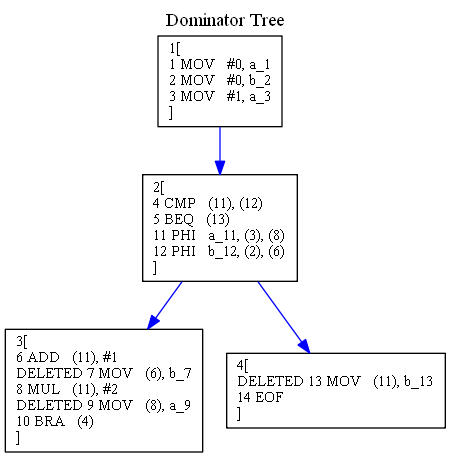 Dominator Tree
1[
1 MOV #0, a_1
2 MOV #0, b_2
3 MOV #1, a_3
]
2[
4 CMP (11), (12)
5 BEQ (13)
11 PHI a_11, (3), (8)
12 PHI b_12, (2), (6)
]
3[
6 ADD (11), #1
DELETED 7 MOV (6), b_7
8 MUL (11), #2
DELETED 9 MOV (8), a_9
10 BRA (4)
]
4[
DELETED 13 MOV (11), b_13
14 EOF
]